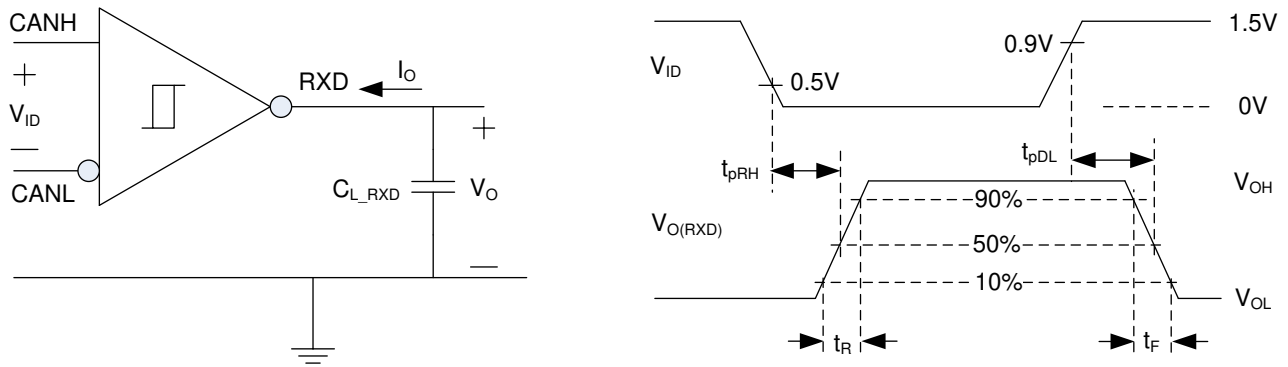 CANH
RXD
I_O
+
V_ID
−
CANL
C_L_RXD
+
V_O
−
V_ID
0.5V
0.9V
1.5V
0V
t_pRH
t_pDL
V_O(RXD)
90%
50%
10%
V_OH
V_OL
t_R
t_F